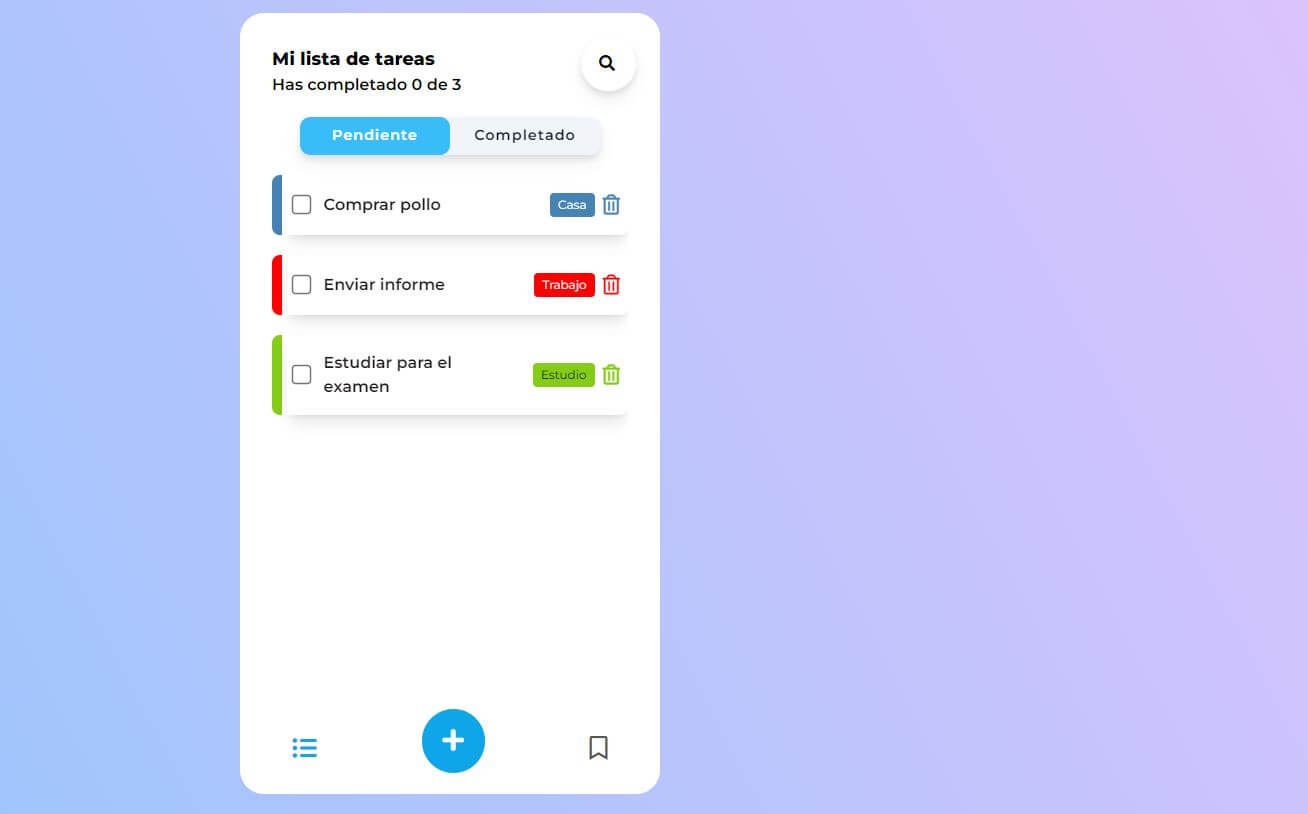 Mi lista de tareas
Has completado 0 de 3
Pendiente Completado
Comprar pollo Casa
Enviar informe Trabajo
Estudiar para el
examen Estudio